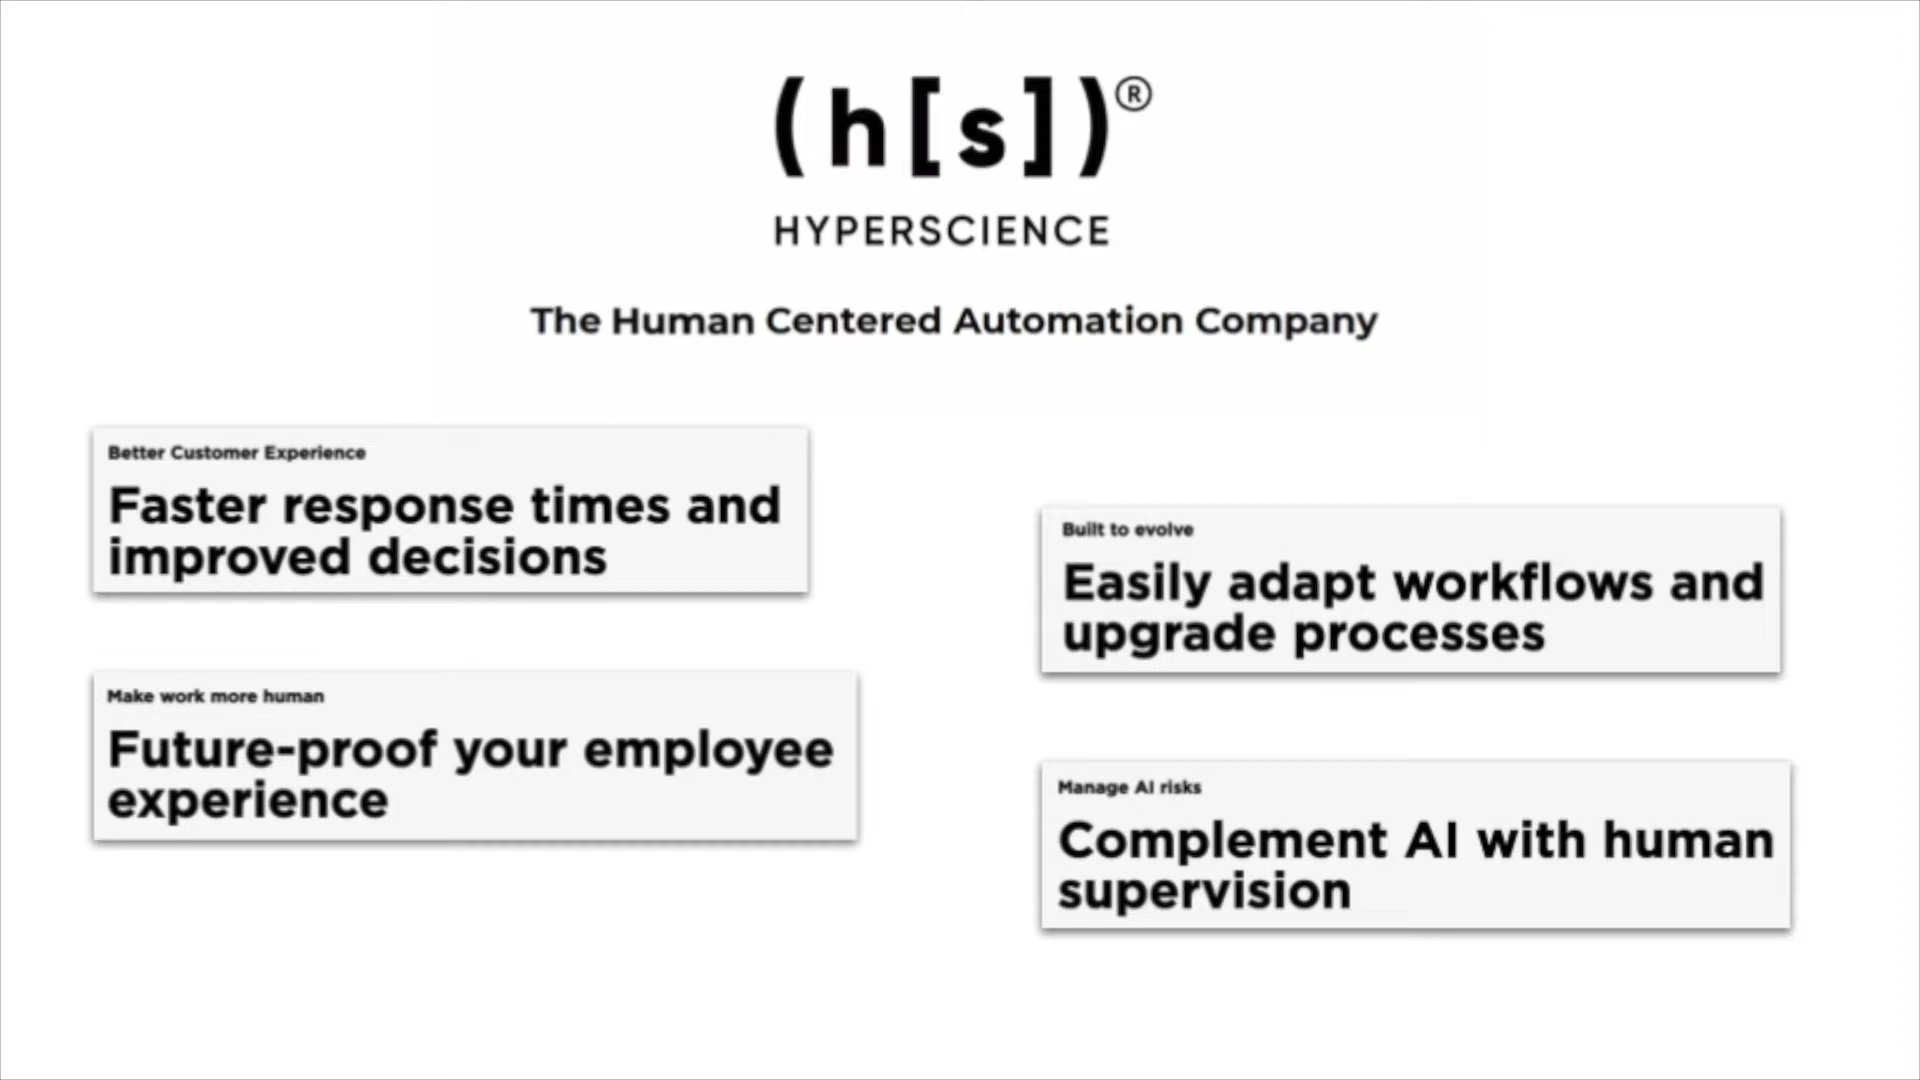 (h[s])®
HYPERSCIENCE
The Human Centered Automation Company
Better Customer Experience
Faster response times and
improved decisions
Make work more human
Future-proof your employee
experience
Built to evolve
Easily adapt workflows and
upgrade processes
Manage AI risks
Complement AI with human
supervision